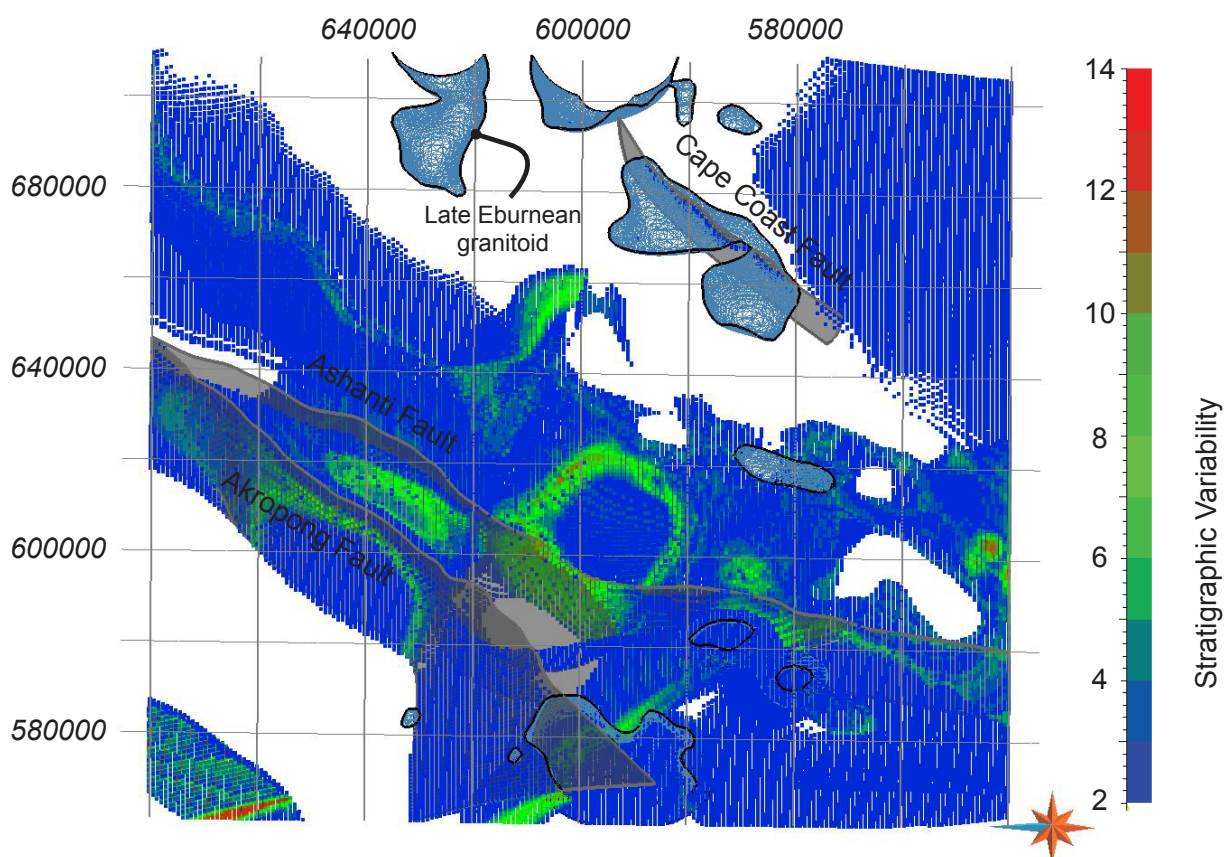 640000 6000000 580000
14
680000
Cape Coast Fault
Late Eburnean
granitoid
12
10
640000
Ashanti Fault
8
Stratigraphic Variability
Akropong Fault
6
600000
4
580000
2